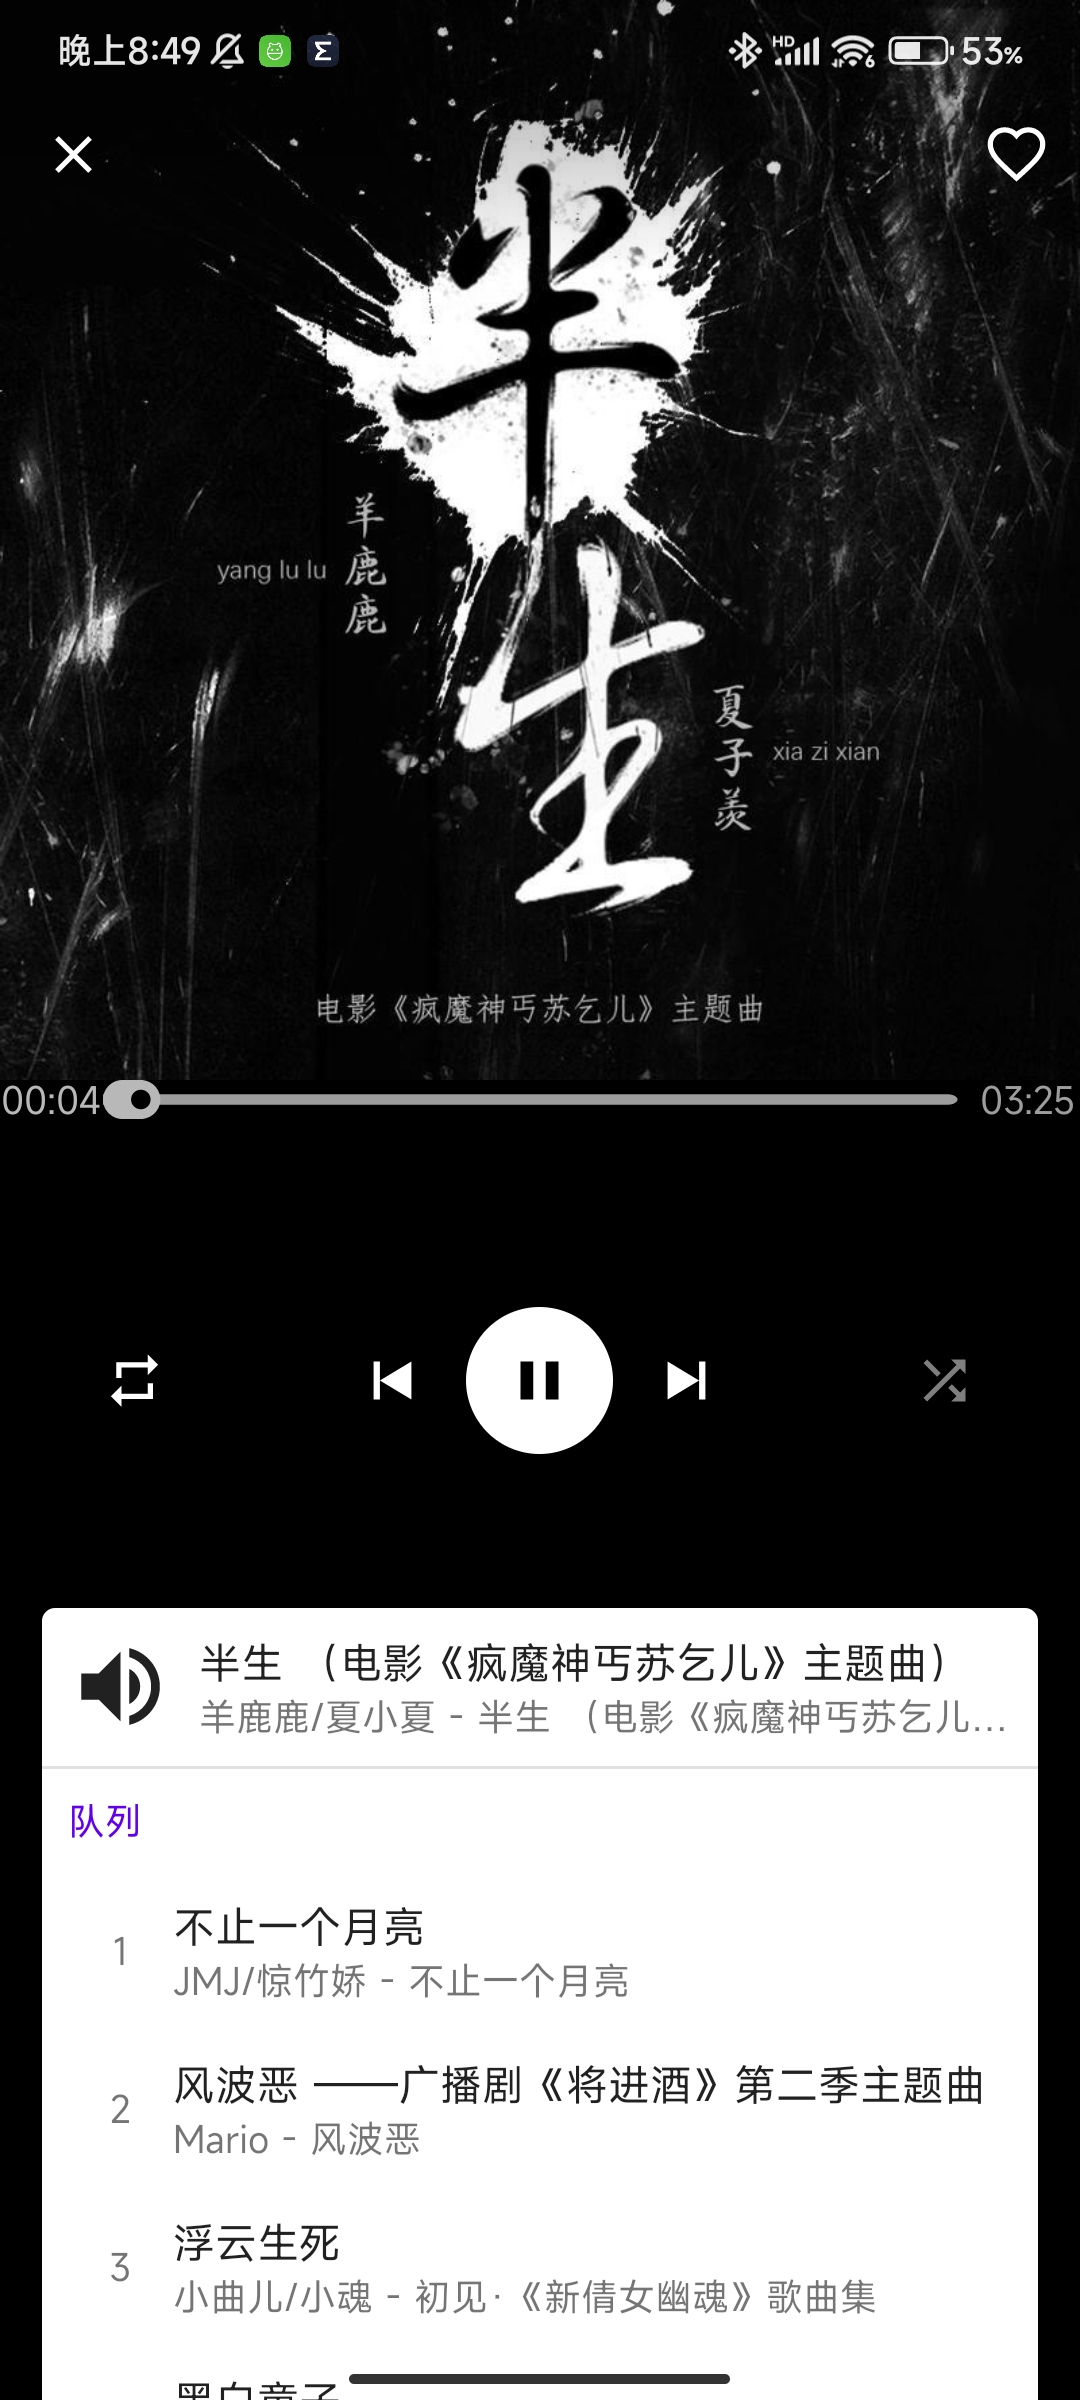 晚上8:49
HD
6
53%
半
生
羊鹿鹿
yang lu lu
夏子羡
xia zi xian
电影《疯魔神丐苏乞儿》主题曲
00:04
03:25
半生 （电影《疯魔神丐苏乞儿》主题曲）
羊鹿鹿/夏小夏 - 半生 （电影《疯魔神丐苏乞儿...
队列
1
不止一个月亮
JMJ/惊竹娇 - 不止一个月亮
2
风波恶 ——广播剧《将进酒》第二季主题曲
Mario - 风波恶
3
浮云生死
小曲儿/小魂 - 初见·《新倩女幽魂》歌曲集
黑白童子